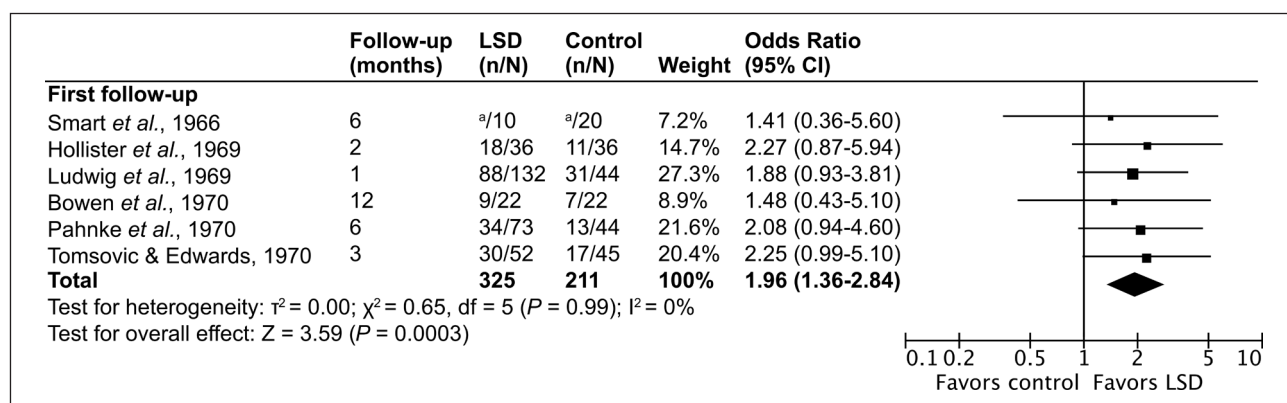 Follow-up (months) LSD (n/N) Control (n/N) Weight Odds Ratio (95% CI)
First follow-up
Smart et al., 1966 6 ᵃ/10 ᵃ/20 7.2% 1.41 (0.36-5.60)
Hollister et al., 1969 2 18/36 11/36 14.7% 2.27 (0.87-5.94)
Ludwig et al., 1969 1 88/132 31/44 27.3% 1.88 (0.93-3.81)
Bowen et al., 1970 12 9/22 7/22 8.9% 1.48 (0.43-5.10)
Pahnke et al., 1970 6 34/73 13/44 21.6% 2.08 (0.94-4.60)
Tomsovic & Edwards, 1970 3 30/52 17/45 20.4% 2.25 (0.99-5.10)
Total 325 211 100% 1.96 (1.36-2.84)
Test for heterogeneity: τ² = 0.00; χ² = 0.65, df = 5 (P = 0.99); I² = 0%
Test for overall effect: Z = 3.59 (P = 0.0003)
0.1 0.2 0.5 1 2 5 10
Favors control Favors LSD